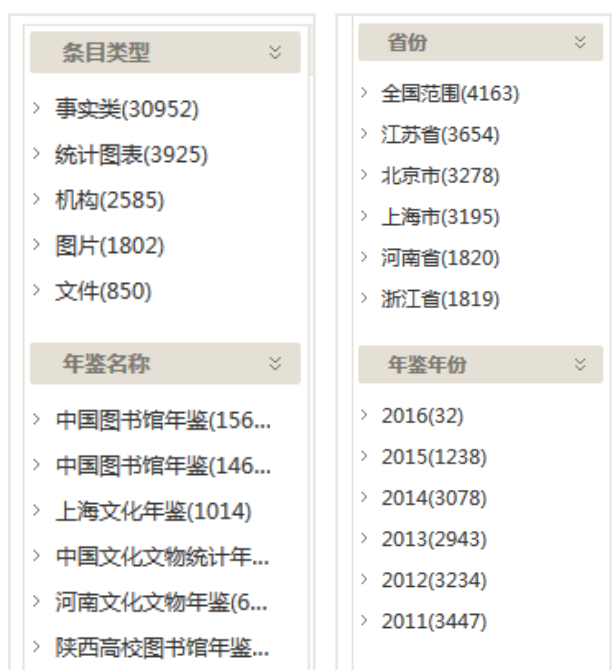 条目类型
事实类(30952)
统计图表(3925)
机构(2585)
图片(1802)
文件(850)
年鉴名称
中国图书馆年鉴(156...
中国图书馆年鉴(146...
上海文化年鉴(1014)
中国文化文物统计年...
河南文化文物年鉴(6...
陕西高校图书馆年鉴...
省份
全国范围(4163)
江苏省(3654)
北京市(3278)
上海市(3195)
河南省(1820)
浙江省(1819)
年鉴年份
2016(32)
2015(1238)
2014(3078)
2013(2943)
2012(3234)
2011(3447)